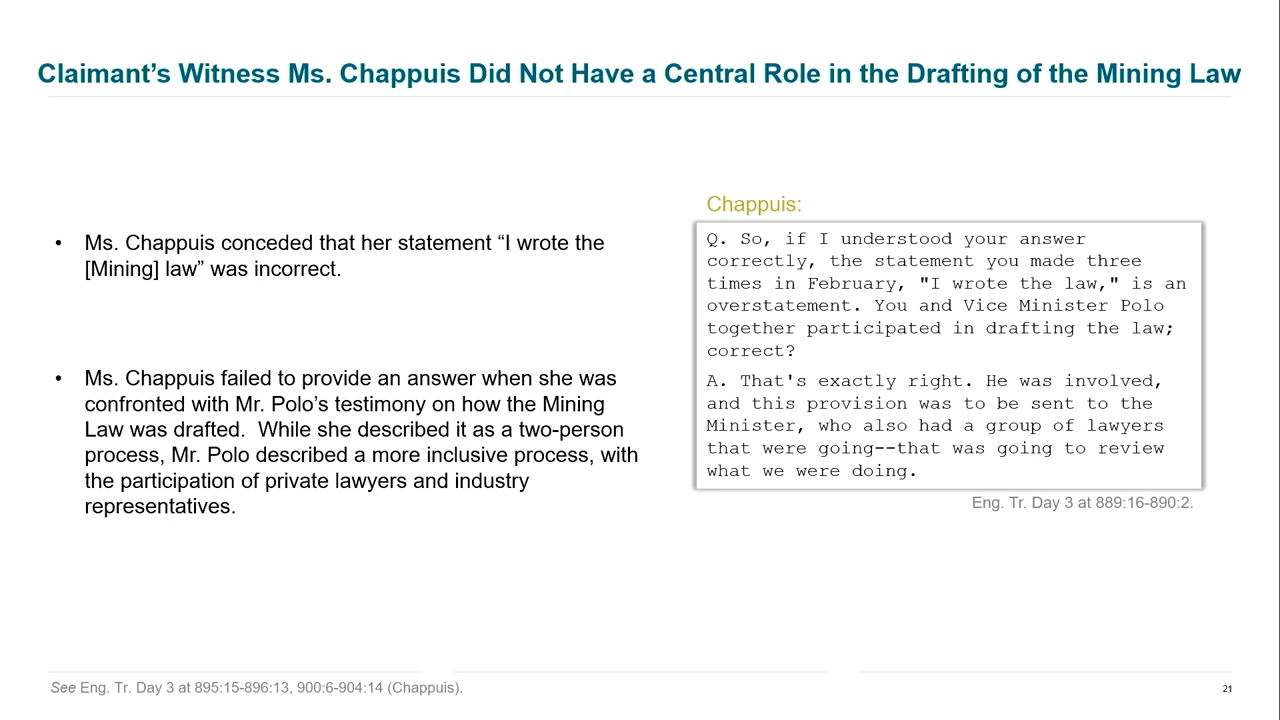 Claimant’s Witness Ms. Chappuis Did Not Have a Central Role in the Drafting of the Mining Law
• Ms. Chappuis conceded that her statement “I wrote the
[Mining] law” was incorrect.
• Ms. Chappuis failed to provide an answer when she was
confronted with Mr. Polo’s testimony on how the Mining
Law was drafted.  While she described it as a two-person
process, Mr. Polo described a more inclusive process, with
the participation of private lawyers and industry
representatives.
Chappuis:
Q. So, if I understood your answer
correctly, the statement you made three
times in February, "I wrote the law," is an
overstatement. You and Vice Minister Polo
together participated in drafting the law;
correct?
A. That's exactly right. He was involved,
and this provision was to be sent to the
Minister, who also had a group of lawyers
that were going--that was going to review
what we were doing.
Eng. Tr. Day 3 at 889:16-890:2.
See Eng. Tr. Day 3 at 895:15-896:13, 900:6-904:14 (Chappuis).
21